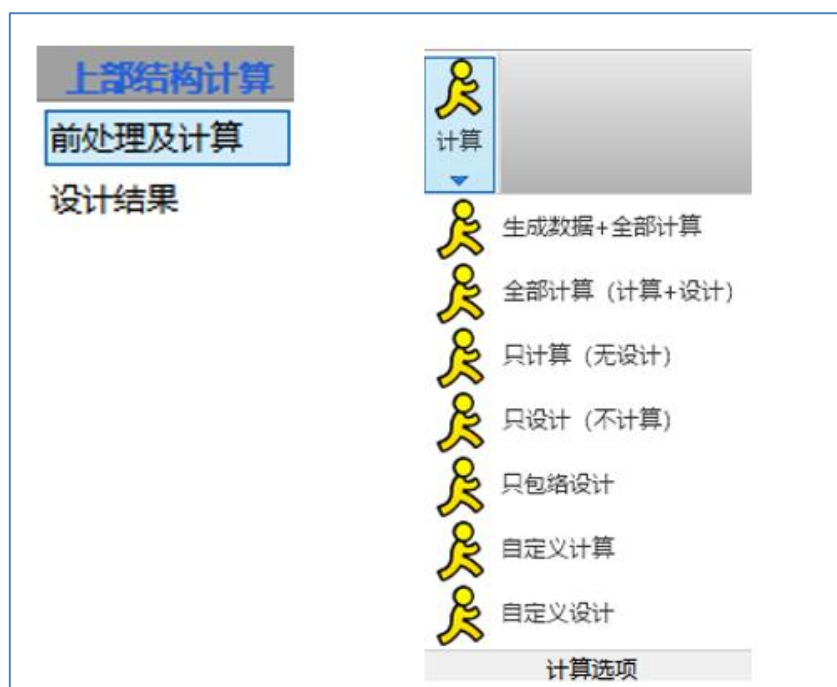 上部结构计算
前处理及计算
设计结果
计算
生成数据+全部计算
全部计算（计算+设计）
只计算（无设计）
只设计（不计算）
只包络设计
自定义计算
自定义设计
计算选项